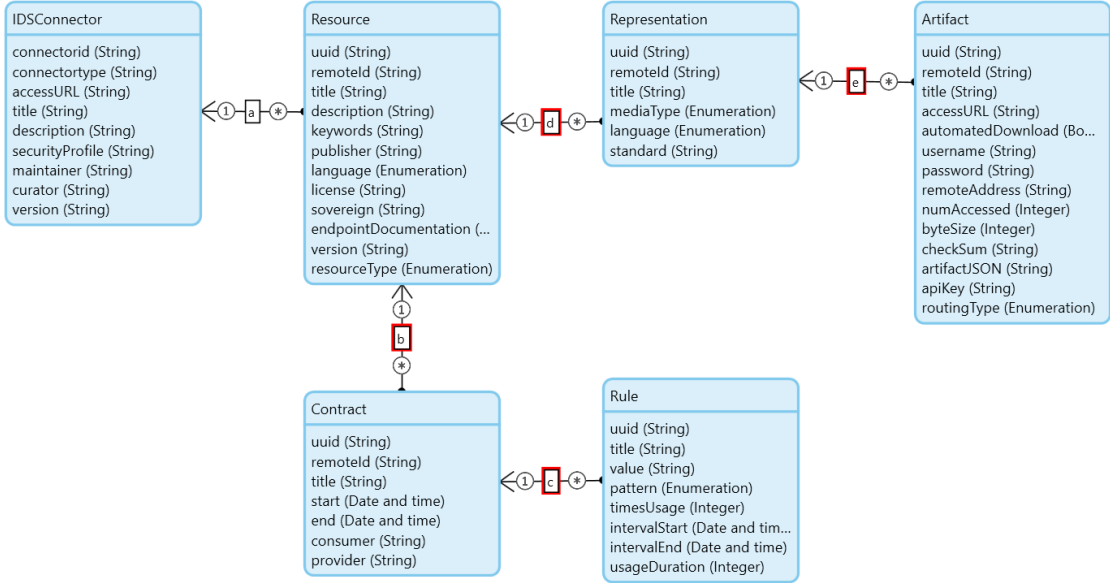 IDSConnector
connectorid (String)
connectortype (String)
accessURL (String)
title (String)
description (String)
securityProfile (String)
maintainer (String)
curator (String)
version (String)
1
a
*
Resource
uuid (String)
remoteId (String)
title (String)
description (String)
keywords (String)
publisher (String)
language (Enumeration)
license (String)
sovereign (String)
endpointDocumentation (...
version (String)
resourceType (Enumeration)
1
d
*
Representation
uuid (String)
remoteId (String)
title (String)
mediaType (Enumeration)
language (Enumeration)
standard (String)
1
e
*
Artifact
uuid (String)
remoteId (String)
title (String)
accessURL (String)
automatedDownload (Bo...
username (String)
password (String)
remoteAddress (String)
numAccessed (Integer)
byteSize (Integer)
checkSum (String)
artifactJSON (String)
apiKey (String)
routingType (Enumeration)
1
b
*
Contract
uuid (String)
remoteId (String)
title (String)
start (Date and time)
end (Date and time)
consumer (String)
provider (String)
1
c
*
Rule
uuid (String)
title (String)
value (String)
pattern (Enumeration)
timesUsage (Integer)
intervalStart (Date and tim...
intervalEnd (Date and time)
usageDuration (Integer)